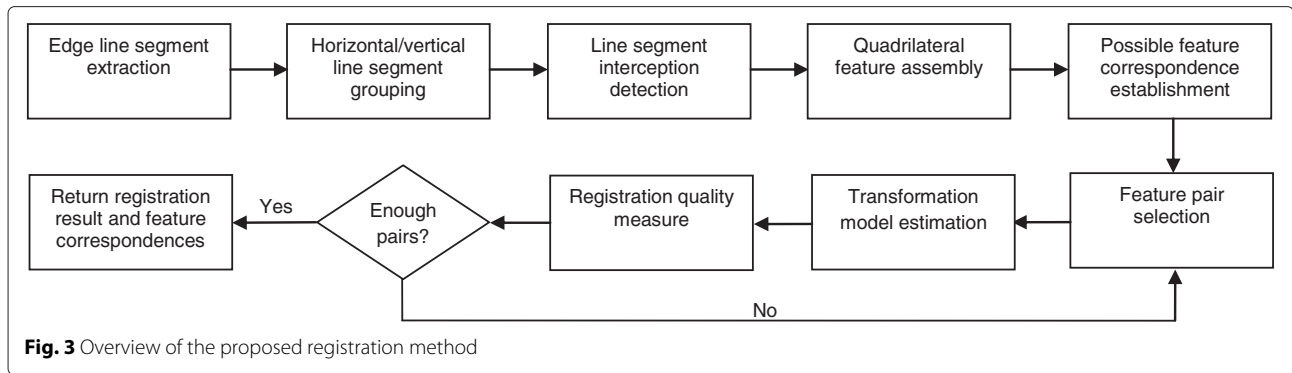 Edge line segment
extraction
Horizontal/vertical
line segment
grouping
Line segment
interception
detection
Quadrilateral
feature assembly
Possible feature
correspondence
establishment
Return registration
result and feature
correspondences
Yes
Enough
pairs?
Registration quality
measure
Transformation
model estimation
Feature pair
selection
No
Fig. 3 Overview of the proposed registration method